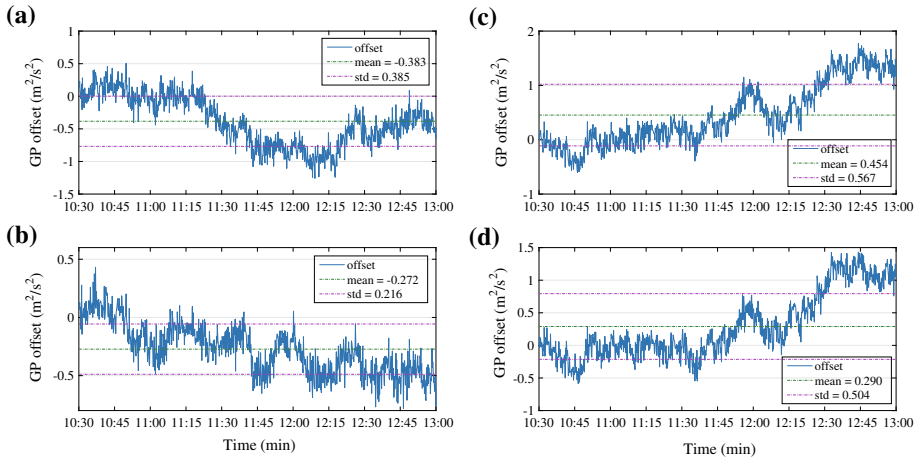 (a)
1
0.5
0
-0.5
-1
-1.5
GP offset (m²/s²)
offset
mean = -0.383
std = 0.385
10:30 10:45 11:00 11:15 11:30 11:45 12:00 12:15 12:30 12:45 13:00
(b)
0.5
0
-0.5
GP offset (m²/s²)
offset
mean = -0.272
std = 0.216
10:30 10:45 11:00 11:15 11:30 11:45 12:00 12:15 12:30 12:45 13:00
Time (min)
(c)
2
1
0
1
GP offset (m²/s²)
offset
mean = 0.454
std = 0.567
10:30 10:45 11:00 11:15 11:30 11:45 12:00 12:15 12:30 12:45 13:00
(d)
1.5
1
0.5
0
-0.5
-1
GP offset (m²/s²)
offset
mean = 0.290
std = 0.504
10:30 10:45 11:00 11:15 11:30 11:45 12:00 12:15 12:30 12:45 13:00
Time (min)